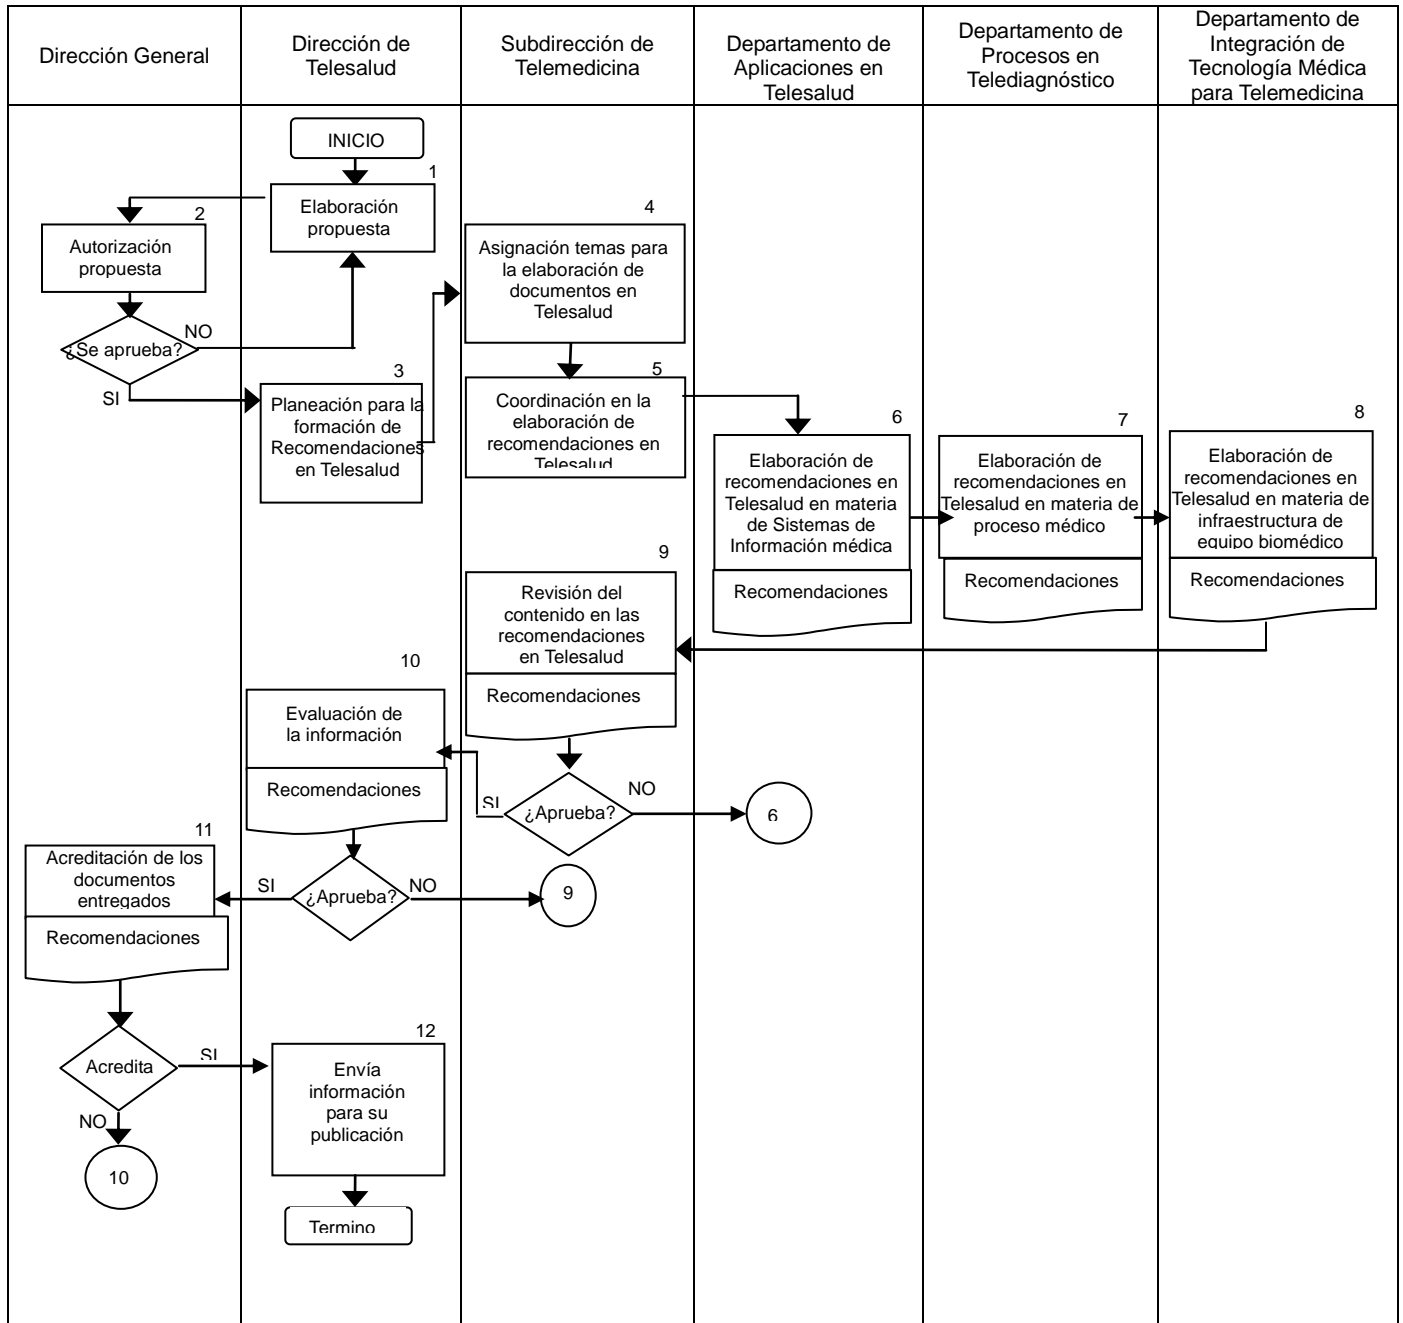 Dirección General
Dirección de
Telesalud
Subdirección de
Telemedicina
Departamento de
Aplicaciones en
Telesalud
Departamento de
Procesos en
Telediagnóstico
Departamento de
Integración de
Tecnología Médica
para Telemedicina
INICIO
1
Elaboración
propuesta
2
Autorización
propuesta
¿Se aprueba?
NO
SI
3
Planeación para la
formación de
Recomendaciones
en Telesalud
4
Asignación temas para
la elaboración de
documentos en
Telesalud
5
Coordinación en la
elaboración de
recomendaciones en
Telesalud
6
Elaboración de
recomendaciones en
Telesalud en materia
de Sistemas de
Información médica
Recomendaciones
7
Elaboración de
recomendaciones en
Telesalud en materia de
proceso médico
Recomendaciones
8
Elaboración de
recomendaciones en
Telesalud en materia de
infraestructura de
equipo biomédico
Recomendaciones
9
Revisión del
contenido en las
recomendaciones
en Telesalud
Recomendaciones
¿Aprueba?
NO
6
SI
10
Evaluación de
la información
Recomendaciones
¿Aprueba?
NO
9
SI
11
Acreditación de los
documentos
entregados
Recomendaciones
Acredita
SI
NO
10
12
Envía
información
para su
publicación
Termino